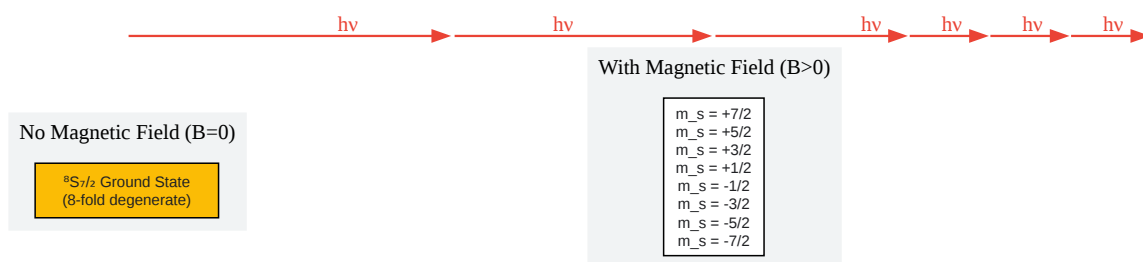 hν hν hν hν hν hν
With Magnetic Field (B>0)
m_s = +7/2
m_s = +5/2
m_s = +3/2
m_s = +1/2
m_s = -1/2
m_s = -3/2
m_s = -5/2
m_s = -7/2
No Magnetic Field (B=0)
⁸S₇/₂ Ground State
(8-fold degenerate)